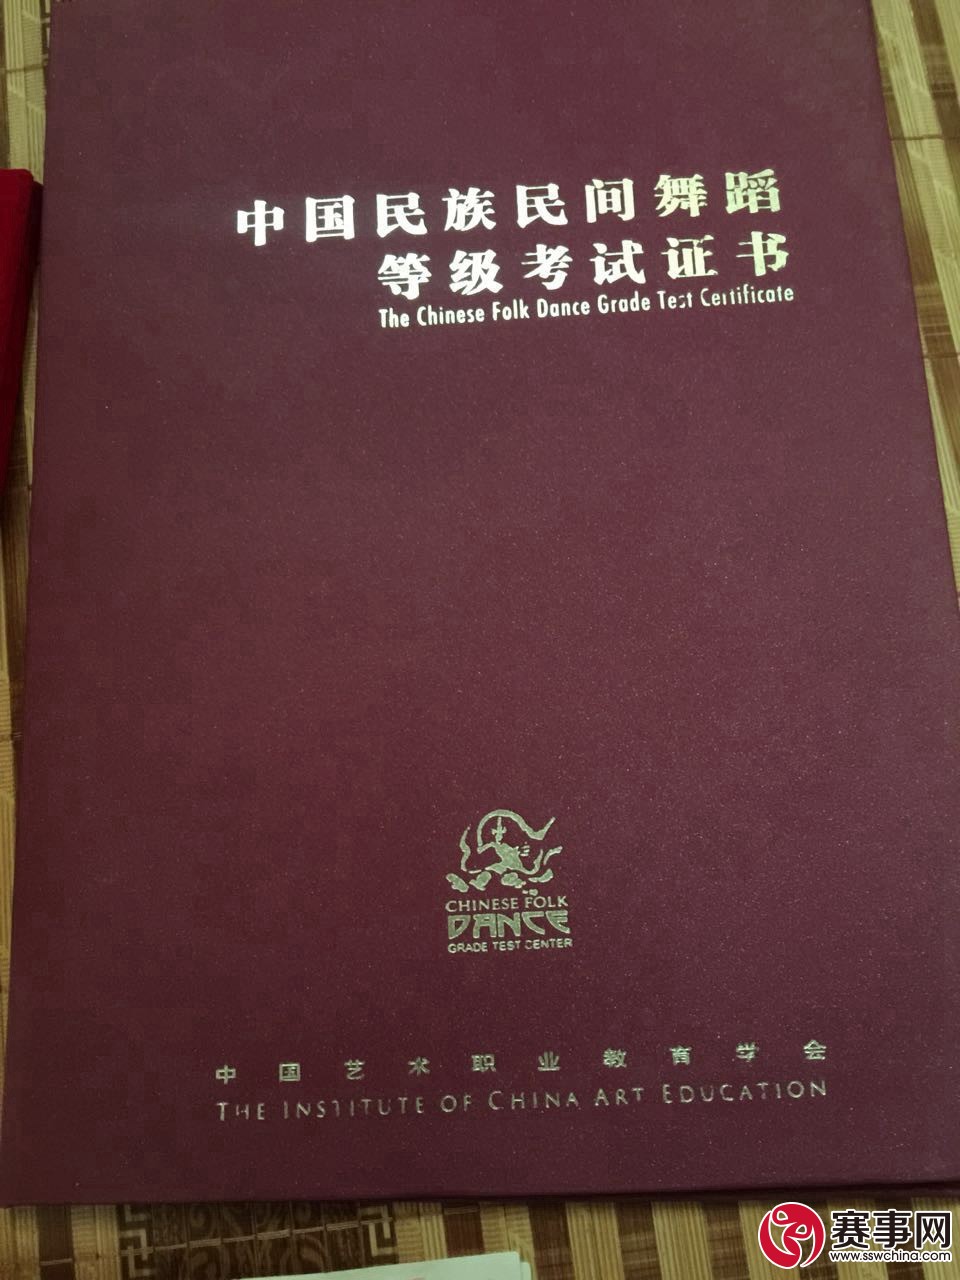 中国民族民间舞蹈
等级考试证书
The Chinese Folk Dance Grade Test Certificate
CHINESE FOLK
DANCE
GRADE TEST CENTER
中国艺术职业教育学会
THE INSTITUTE OF CHINA ART EDUCATION
赛事网
www.sswchina.com